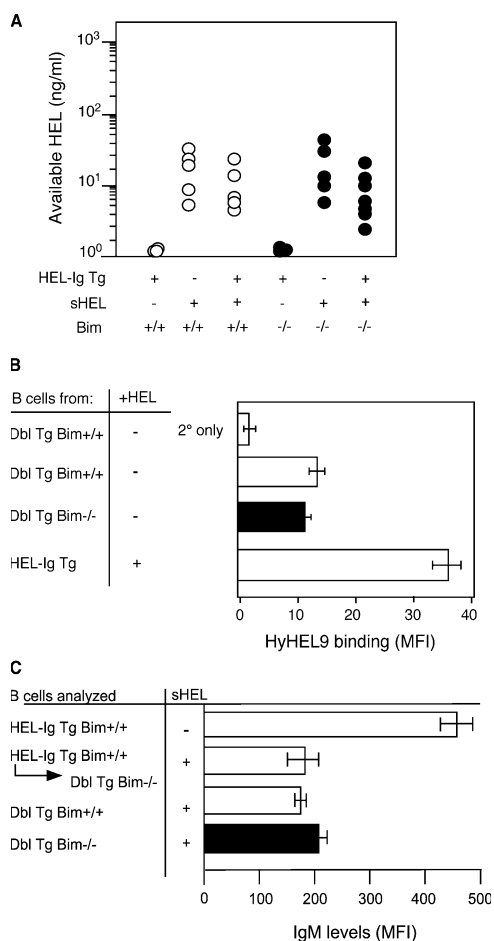 A
Available HEL (ng/ml)
10³
10²
10¹
10⁰
HEL-Ig Tg + - + + - +
sHEL - + + - + +
Bim +/+ +/+ +/+ -/- -/- -/-
B
B cells from: +HEL
Dbl Tg Bim+/+ - 2° only
Dbl Tg Bim+/+ -
Dbl Tg Bim-/- -
HEL-Ig Tg +
0 10 20 30 40
HyHEL9 binding (MFI)
C
B cells analyzed sHEL
HEL-Ig Tg Bim+/+ -
HEL-Ig Tg Bim+/+ +
Dbl Tg Bim-/-
Dbl Tg Bim+/+ +
Dbl Tg Bim-/- +
0 100 200 300 400 500
IgM levels (MFI)